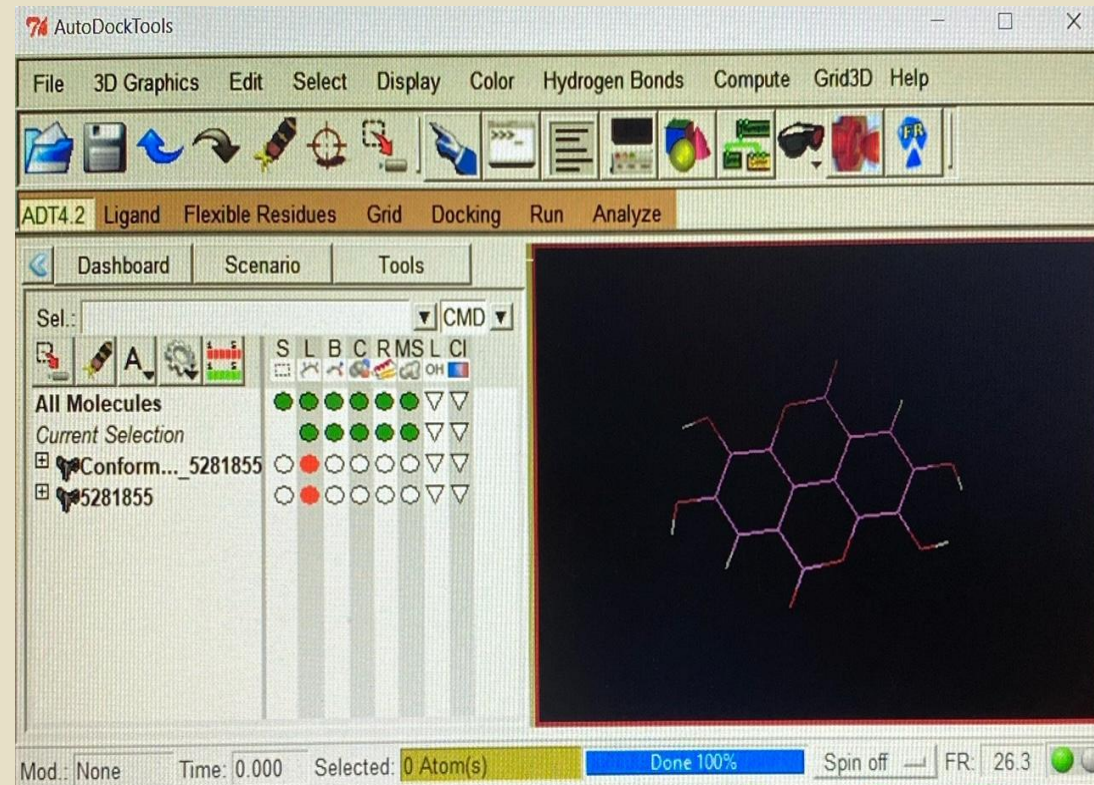 AutoDockTools
File 3D Graphics Edit Select Display Color Hydrogen Bonds Compute Grid3D Help
>>>
FR
ADT4.2 Ligand Flexible Residues Grid Docking Run Analyze
Dashboard Scenario Tools
Sel.: CMD
A S L B C R MS L Cl
OH
All Molecules
Current Selection
Conform..._5281855
5281855
Mod.: None Time: 0.000 Selected: 0 Atom(s) Done 100% Spin off FR: 26.3